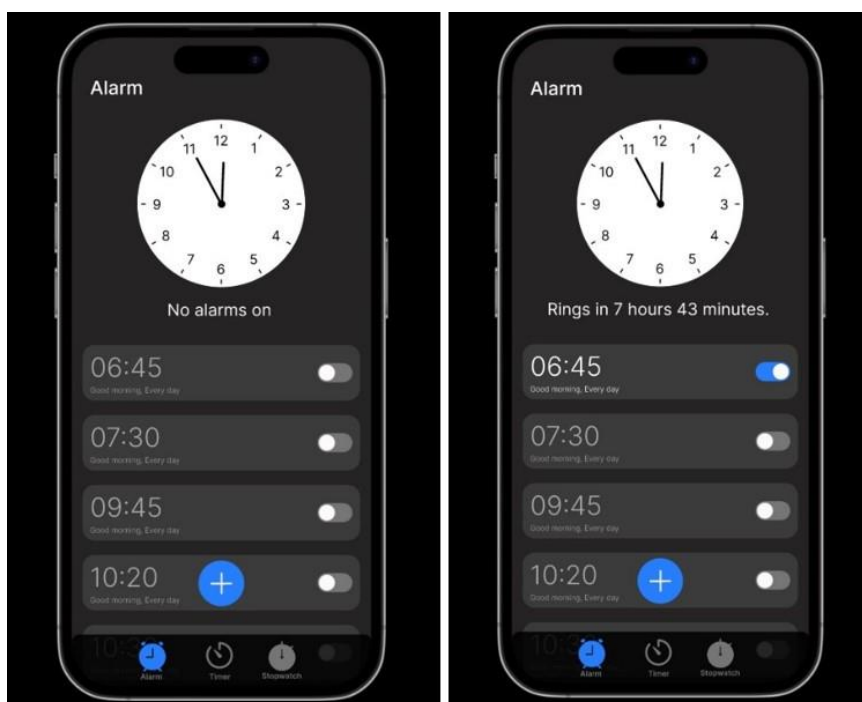 Alarm
12
11
1
10
2
9
3
8
4
7
5
6
No alarms on
06:45
Good morning, Every day
07:30
Good morning, Every day
09:45
Good morning, Every day
10:20
Good morning, Every day
Alarm
Timer
Stopwatch
Alarm
12
11
1
10
2
9
3
8
4
7
5
6
Rings in 7 hours 43 minutes.
06:45
Good morning, Every day
07:30
Good morning, Every day
09:45
Good morning, Every day
10:20
Good morning, Every day
Alarm
Timer
Stopwatch